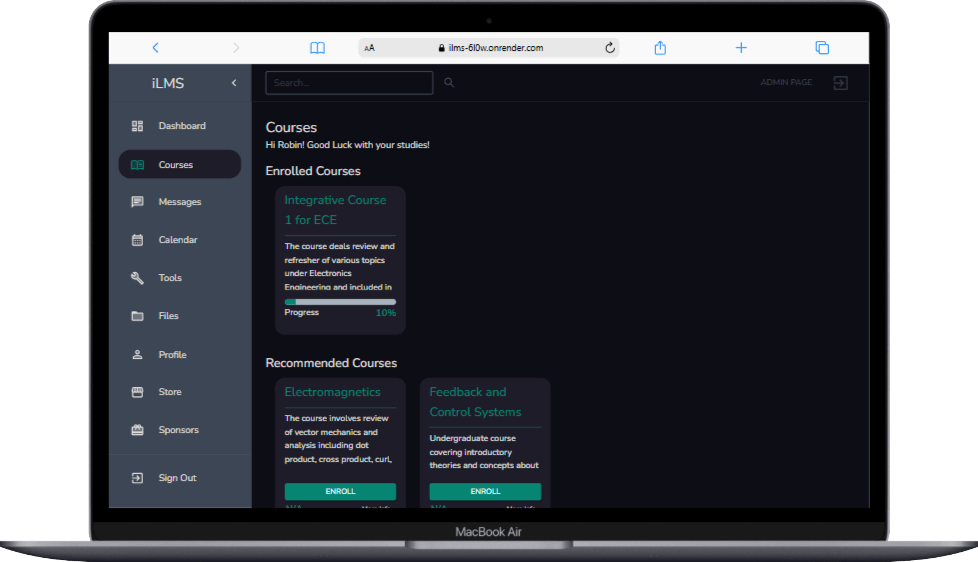 AA
ilms-6l0w.onrender.com
iLMS
Search...
ADMIN PAGE
Dashboard
Courses
Messages
Calendar
Tools
Files
Profile
Store
Sponsors
Sign Out
Courses
Hi Robin! Good Luck with your studies!
Enrolled Courses
Integrative Course
1 for ECE
The course deals review and
refresher of various topics
under Electronics
Engineering and included in
Progress 10%
Recommended Courses
Electromagnetics
The course involves review
of vector mechanics and
analysis including dot
product, cross product, curl,
ENROLL
Feedback and
Control Systems
Undergraduate course
covering introductory
theories and concepts about
ENROLL
MacBook Air